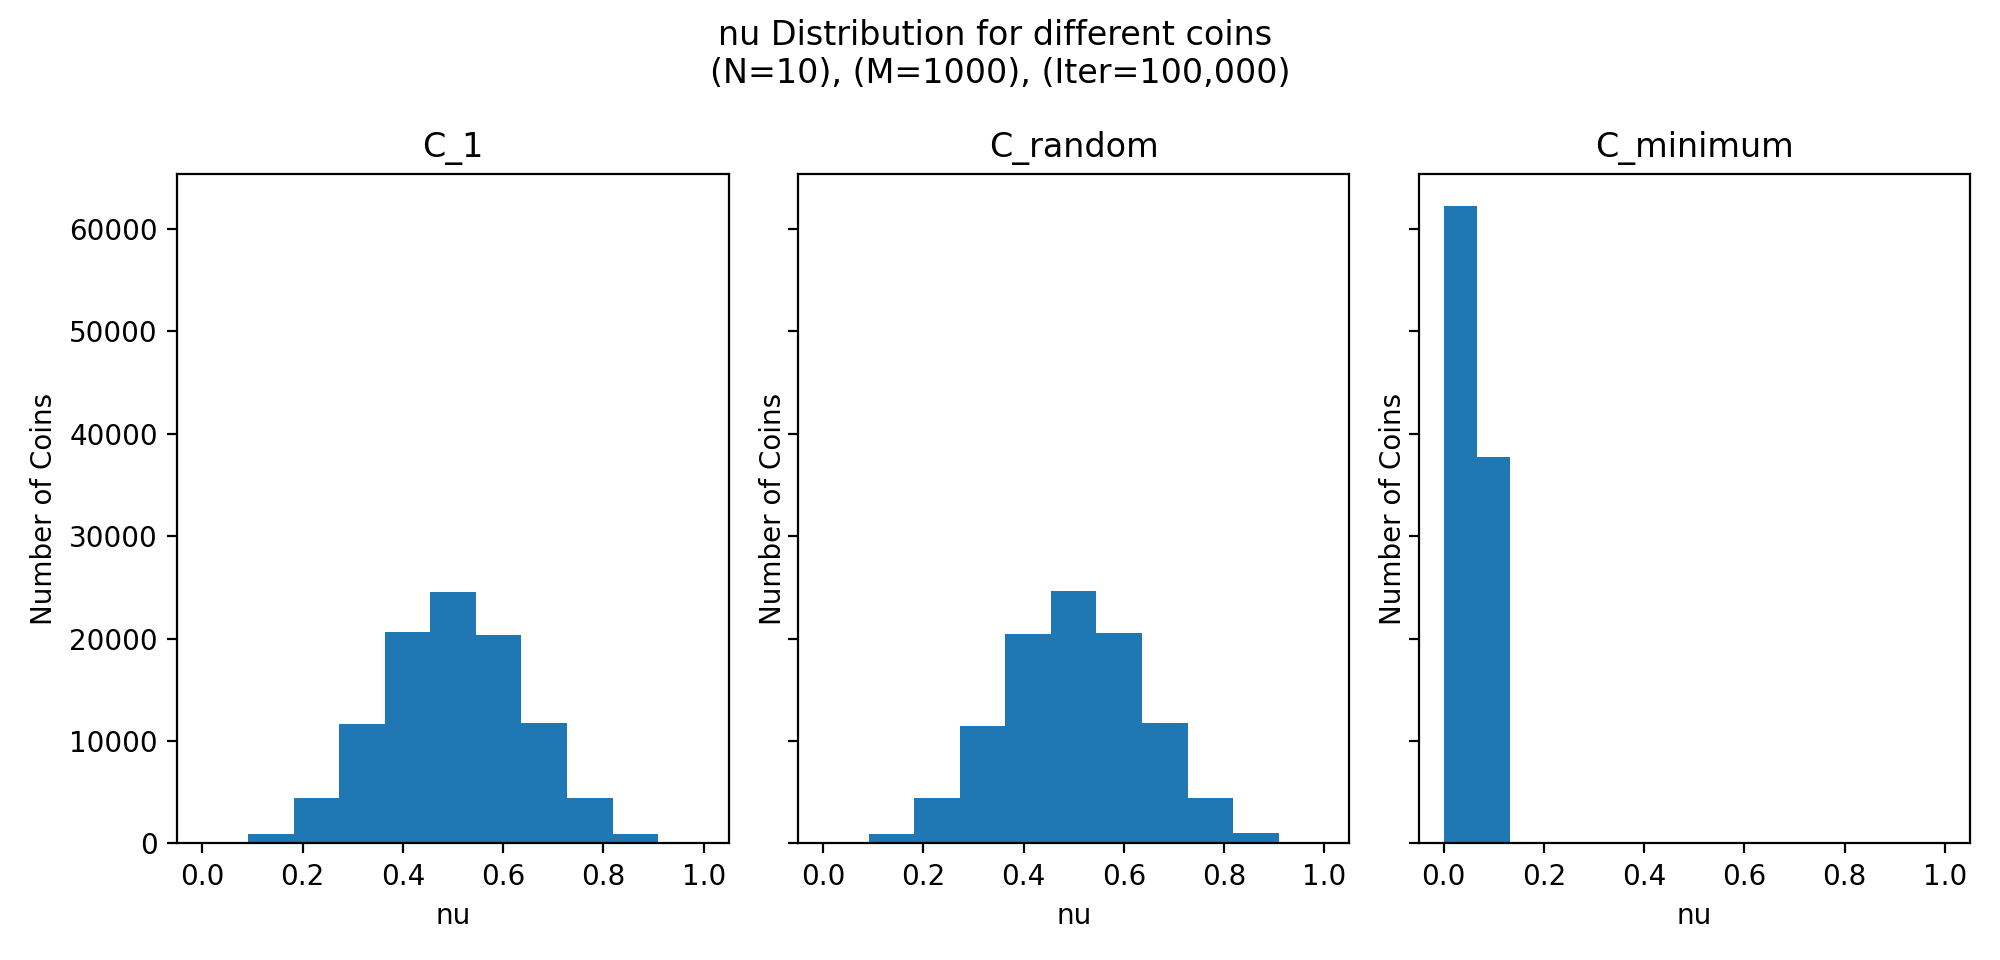 nu Distribution for different coins
(N=10), (M=1000), (Iter=100,000)
C_1
C_random
C_minimum
Number of Coins
60000
50000
40000
30000
20000
10000
0
0.0 0.2 0.4 0.6 0.8 1.0
nu
Number of Coins
0.0 0.2 0.4 0.6 0.8 1.0
nu
Number of Coins
0.0 0.2 0.4 0.6 0.8 1.0
nu